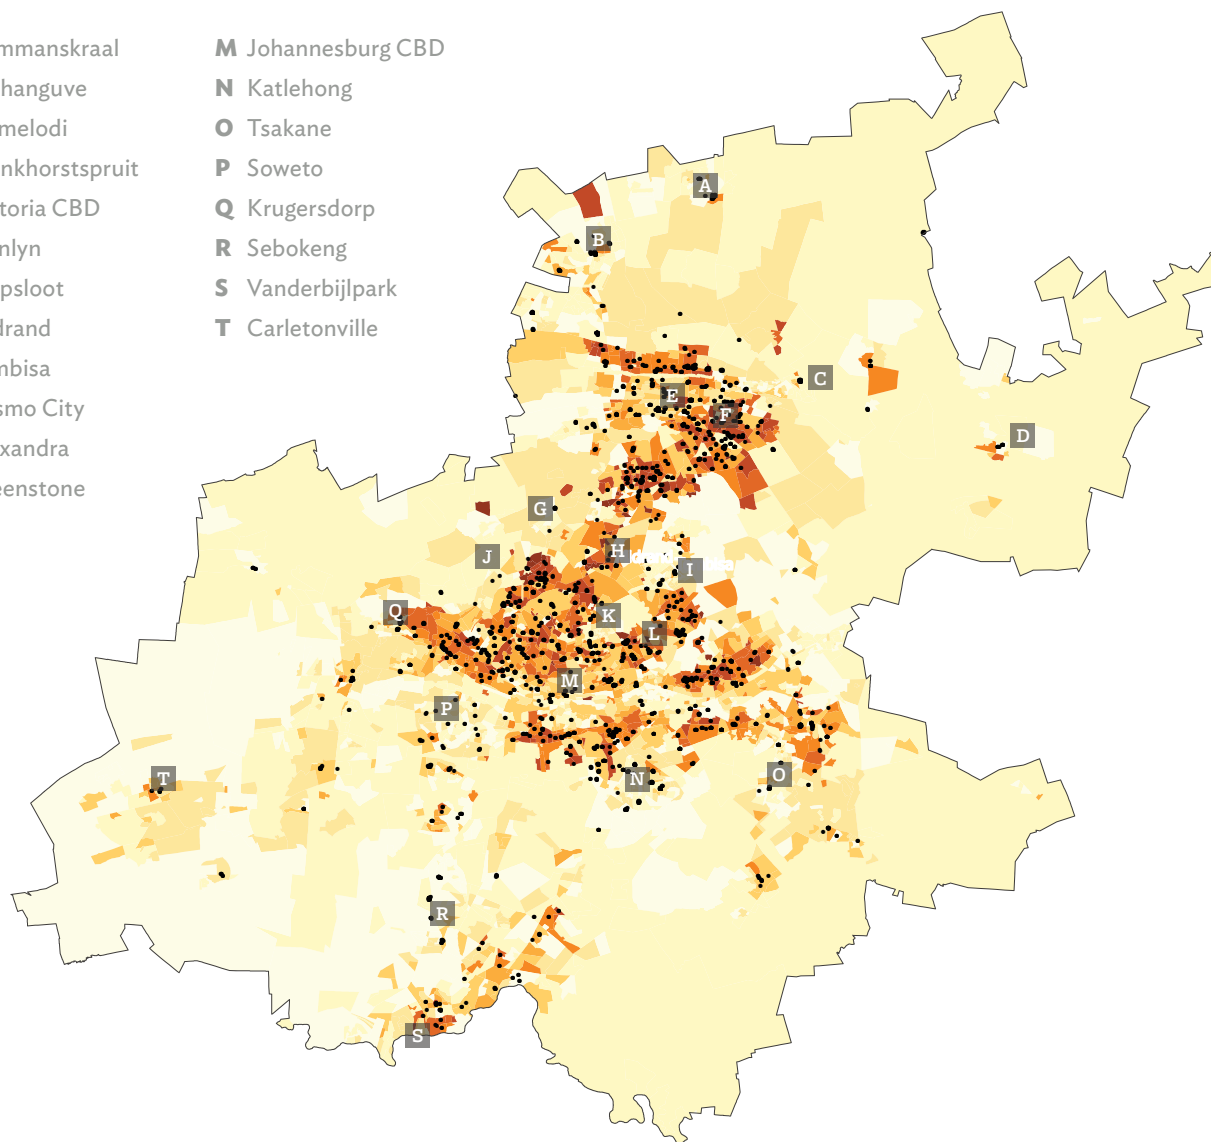 mmanskraal
hanguve
melodi
nkhorstspruit
toria CBD
nlyn
psloot
drand
mbisa
smo City
xandra
eenstone
M Johannesburg CBD
N Katlehong
O Tsakane
P Soweto
Q Krugersdorp
R Sebokeng
S Vanderbijlpark
T Carletonville
A
B
C
E
F
D
G
H
J
I
Q
K
L
M
P
T
N
O
R
S